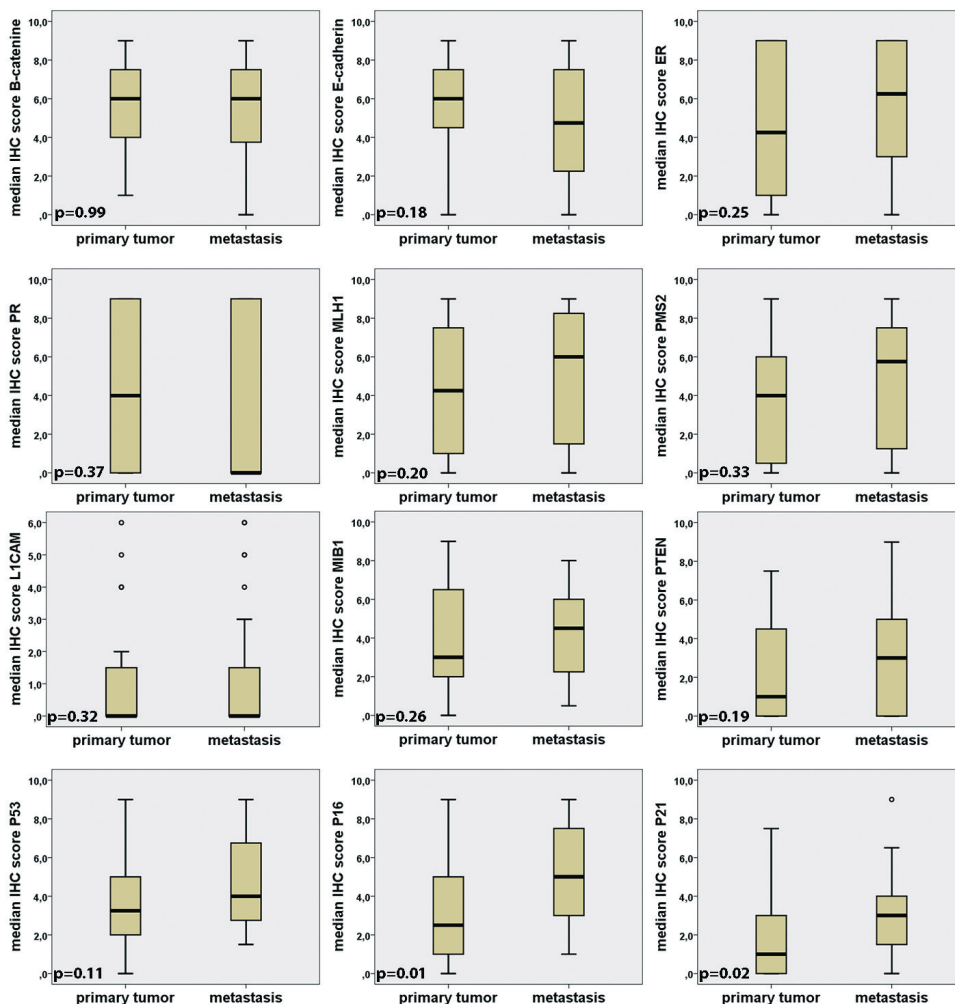 median IHC score B-catenine
10,0
8,0
6,0
4,0
2,0
,0
p=0.99
primary tumor
metastasis
median IHC score E-cadherin
10,0
8,0
6,0
4,0
2,0
,0
p=0.18
primary tumor
metastasis
median IHC score ER
10,0
8,0
6,0
4,0
2,0
,0
p=0.25
primary tumor
metastasis
median IHC score PR
10,0
8,0
6,0
4,0
2,0
,0
p=0.37
primary tumor
metastasis
median IHC score MLH1
10,0
8,0
6,0
4,0
2,0
,0
p=0.20
primary tumor
metastasis
median IHC score PMS2
10,0
8,0
6,0
4,0
2,0
,0
p=0.33
primary tumor
metastasis
median IHC score L1CAM
6,0
5,0
4,0
3,0
2,0
1,0
,0
p=0.32
primary tumor
metastasis
median IHC score MIB1
10,0
8,0
6,0
4,0
2,0
,0
p=0.26
primary tumor
metastasis
median IHC score PTEN
10,0
8,0
6,0
4,0
2,0
,0
p=0.19
primary tumor
metastasis
median IHC score P53
10,0
8,0
6,0
4,0
2,0
,0
p=0.11
primary tumor
metastasis
median IHC score P16
10,0
8,0
6,0
4,0
2,0
,0
p=0.01
primary tumor
metastasis
median IHC score P21
10,0
8,0
6,0
4,0
2,0
,0
p=0.02
primary tumor
metastasis